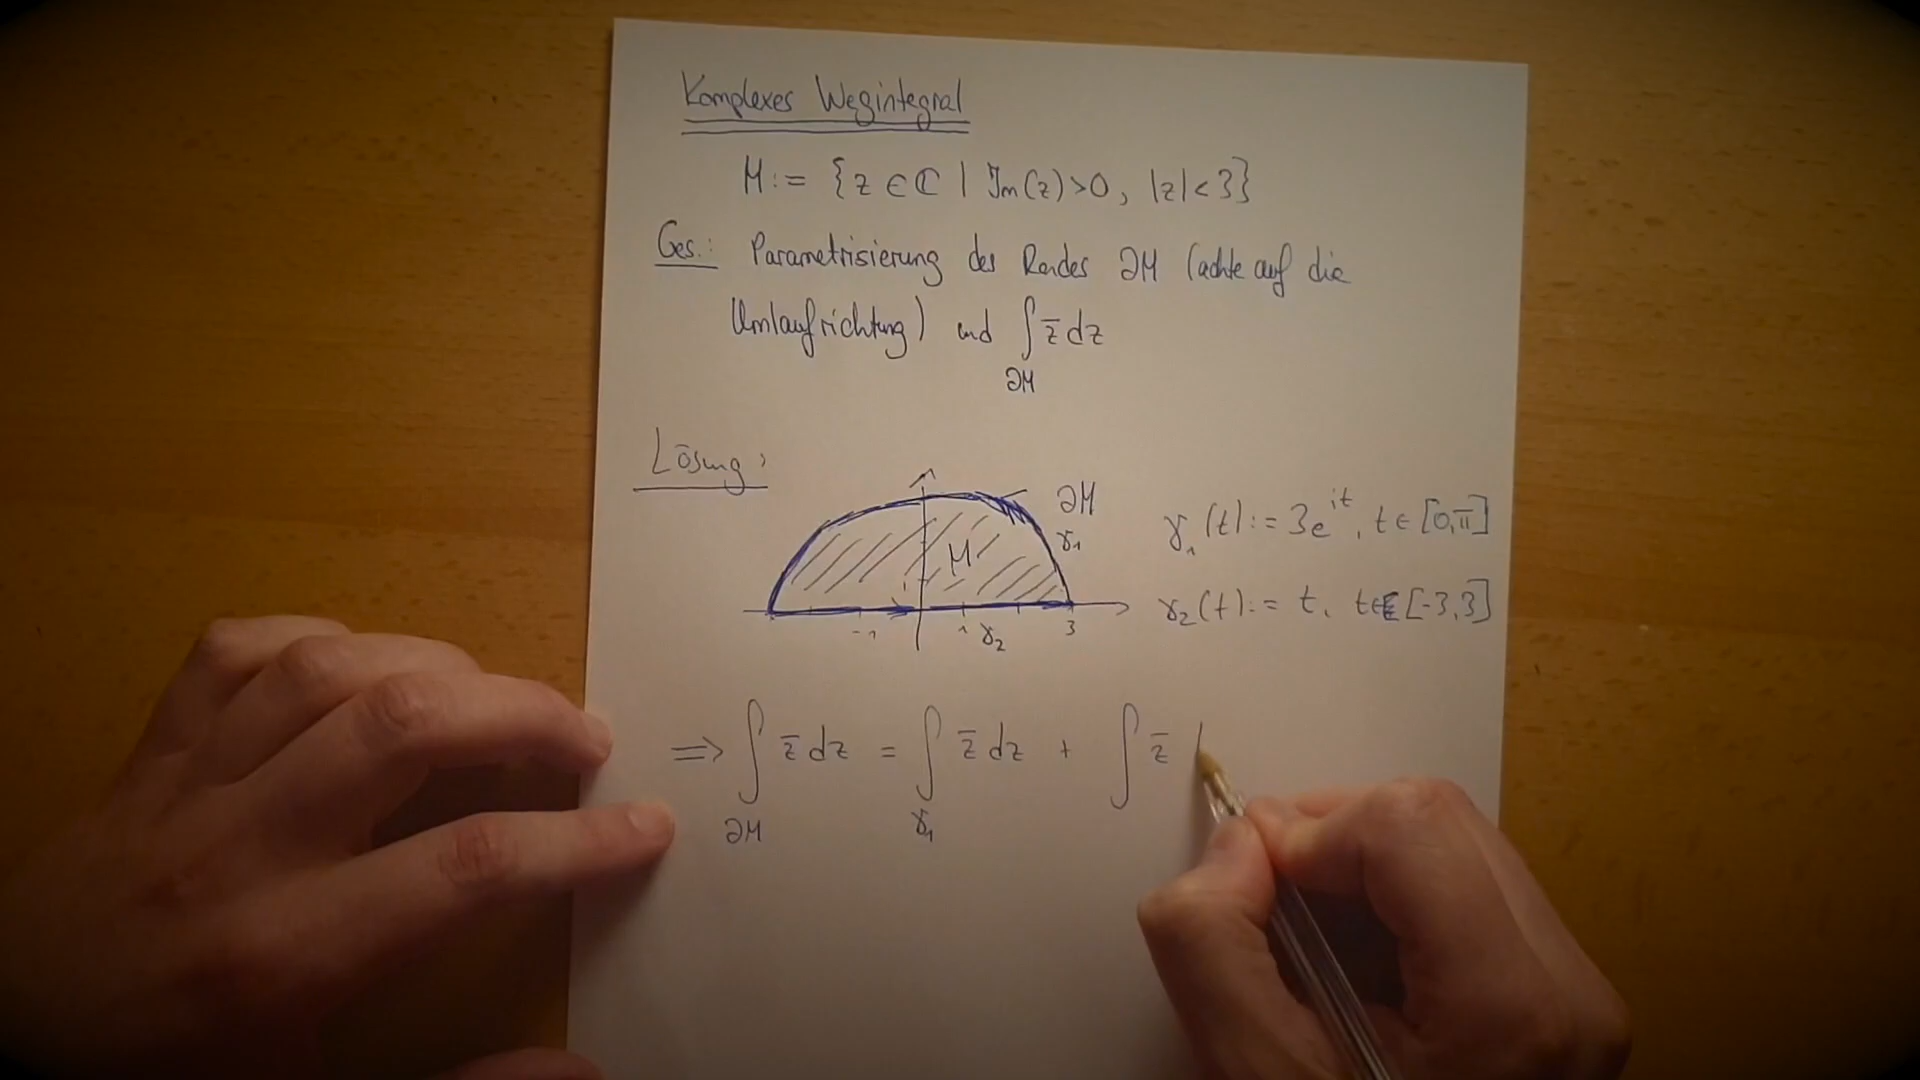 Komplexes Wegintegral
M := {z ∈ ℂ | Im(z) > 0, |z| < 3}
Ges.: Parametrisierung des Randes ∂M (achte auf die
Umlaufrichtung) und ∫_∂M z̄ dz
Lösung:
∂M
γ₁
M
i
-1 1 γ₂ 3
γ₁(t) := 3e^{it}, t ∈ [0,π]
γ₂(t) := t, t ∈ [-3,3]
⟹ ∫_∂M z̄ dz = ∫_γ₁ z̄ dz + ∫ z̄